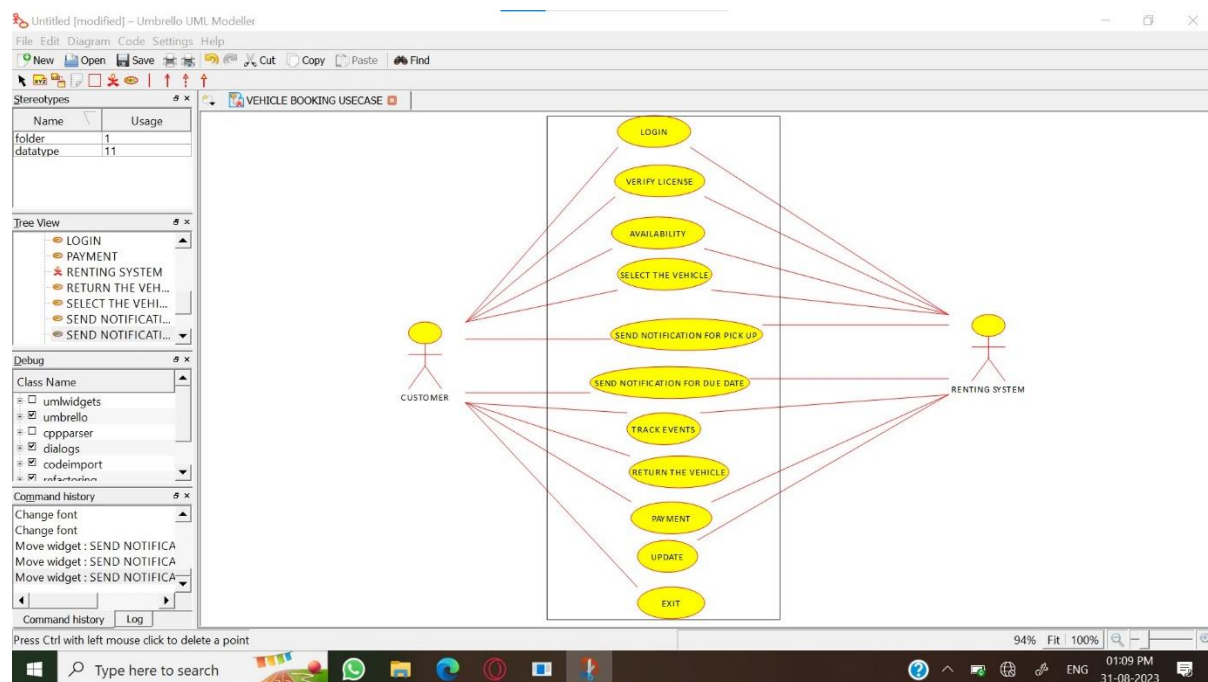 Untitled [modified] – Umbrello UML Modeller
File Edit Diagram Code Settings Help
New Open Save Cut Copy Paste Find
Stereotypes
VEHICLE BOOKING USECASE
Name Usage
folder 1
datatype 11
Tree View
LOGIN
PAYMENT
RENTING SYSTEM
RETURN THE VEH...
SELECT THE VEHI...
SEND NOTIFICATI...
SEND NOTIFICATI...
Debug
Class Name
umlwidgets
umbrello
cppparser
dialogs
codeimport
refactoring
Command history
Change font
Change font
Move widget : SEND NOTIFICA
Move widget : SEND NOTIFICA
Move widget : SEND NOTIFICA
Command history Log
LOGIN
VERIFY LICENSE
AVAILABILITY
SELECT THE VEHICLE
SEND NOTIFICATION FOR PICK UP
SEND NOTIFICATION FOR DUE DATE
CUSTOMER
RENTING SYSTEM
TRACK EVENTS
RETURN THE VEHICLE
PAYMENT
UPDATE
EXIT
Press Ctrl with left mouse click to delete a point
94% Fit 100%
Type here to search
ENG
01:09 PM
31-08-2023